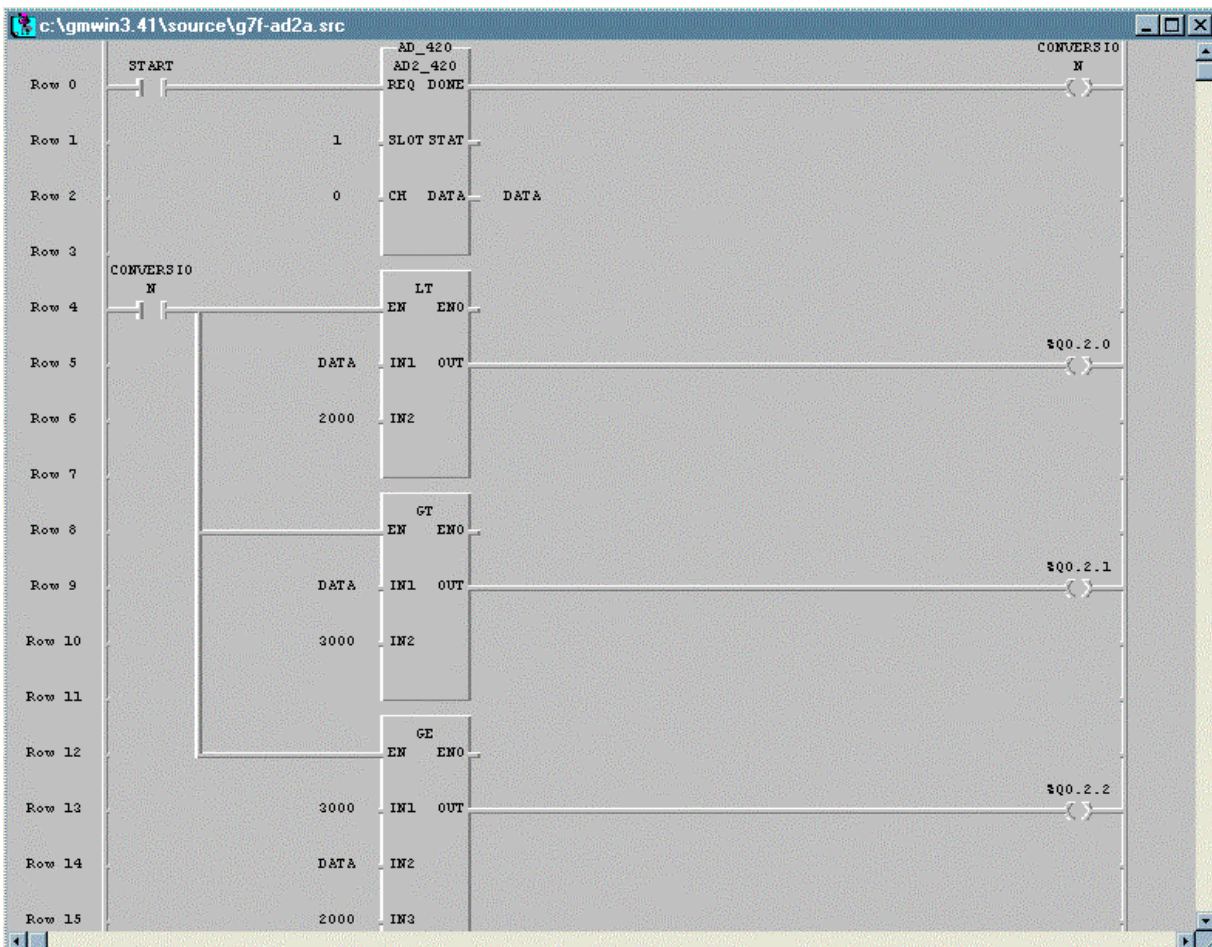 c:\gmwin3.41\source\g7f-ad2a.src
AD_420 CONVERSIO
START AD2_420 N
Row 0 REQ DONE
Row 1 1 SLOT STAT
Row 2 0 CH DATA DATA
Row 3
CONVERSIO
N LT
Row 4 EN ENO
%Q0.2.0
Row 5 DATA IN1 OUT
Row 6 2000 IN2
Row 7
GT
Row 8 EN ENO
%Q0.2.1
Row 9 DATA IN1 OUT
Row 10 3000 IN2
Row 11
GE
Row 12 EN ENO
%Q0.2.2
Row 13 3000 IN1 OUT
Row 14 DATA IN2
Row 15 2000 IN3